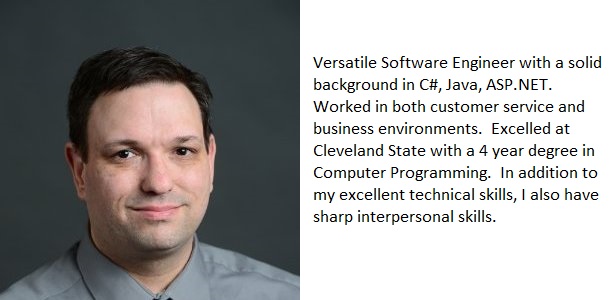 Versatile Software Engineer with a solid
background in C#, Java, ASP.NET.
Worked in both customer service and
business environments.  Excelled at
Cleveland State with a 4 year degree in
Computer Programming.  In addition to
my excellent technical skills, I also have
sharp interpersonal skills.